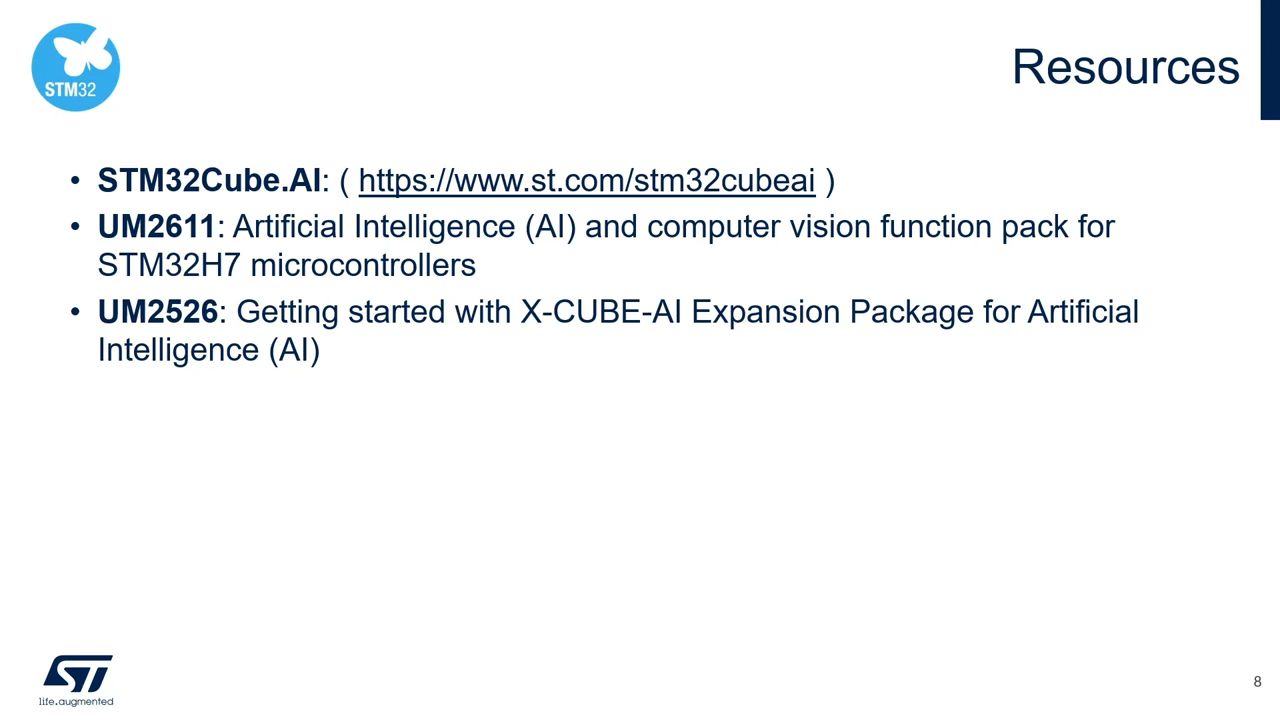 STM32
Resources
• STM32Cube.AI: ( https://www.st.com/stm32cubeai )
• UM2611: Artificial Intelligence (AI) and computer vision function pack for
STM32H7 microcontrollers
• UM2526: Getting started with X-CUBE-AI Expansion Package for Artificial
Intelligence (AI)
ST
life.augmented
8